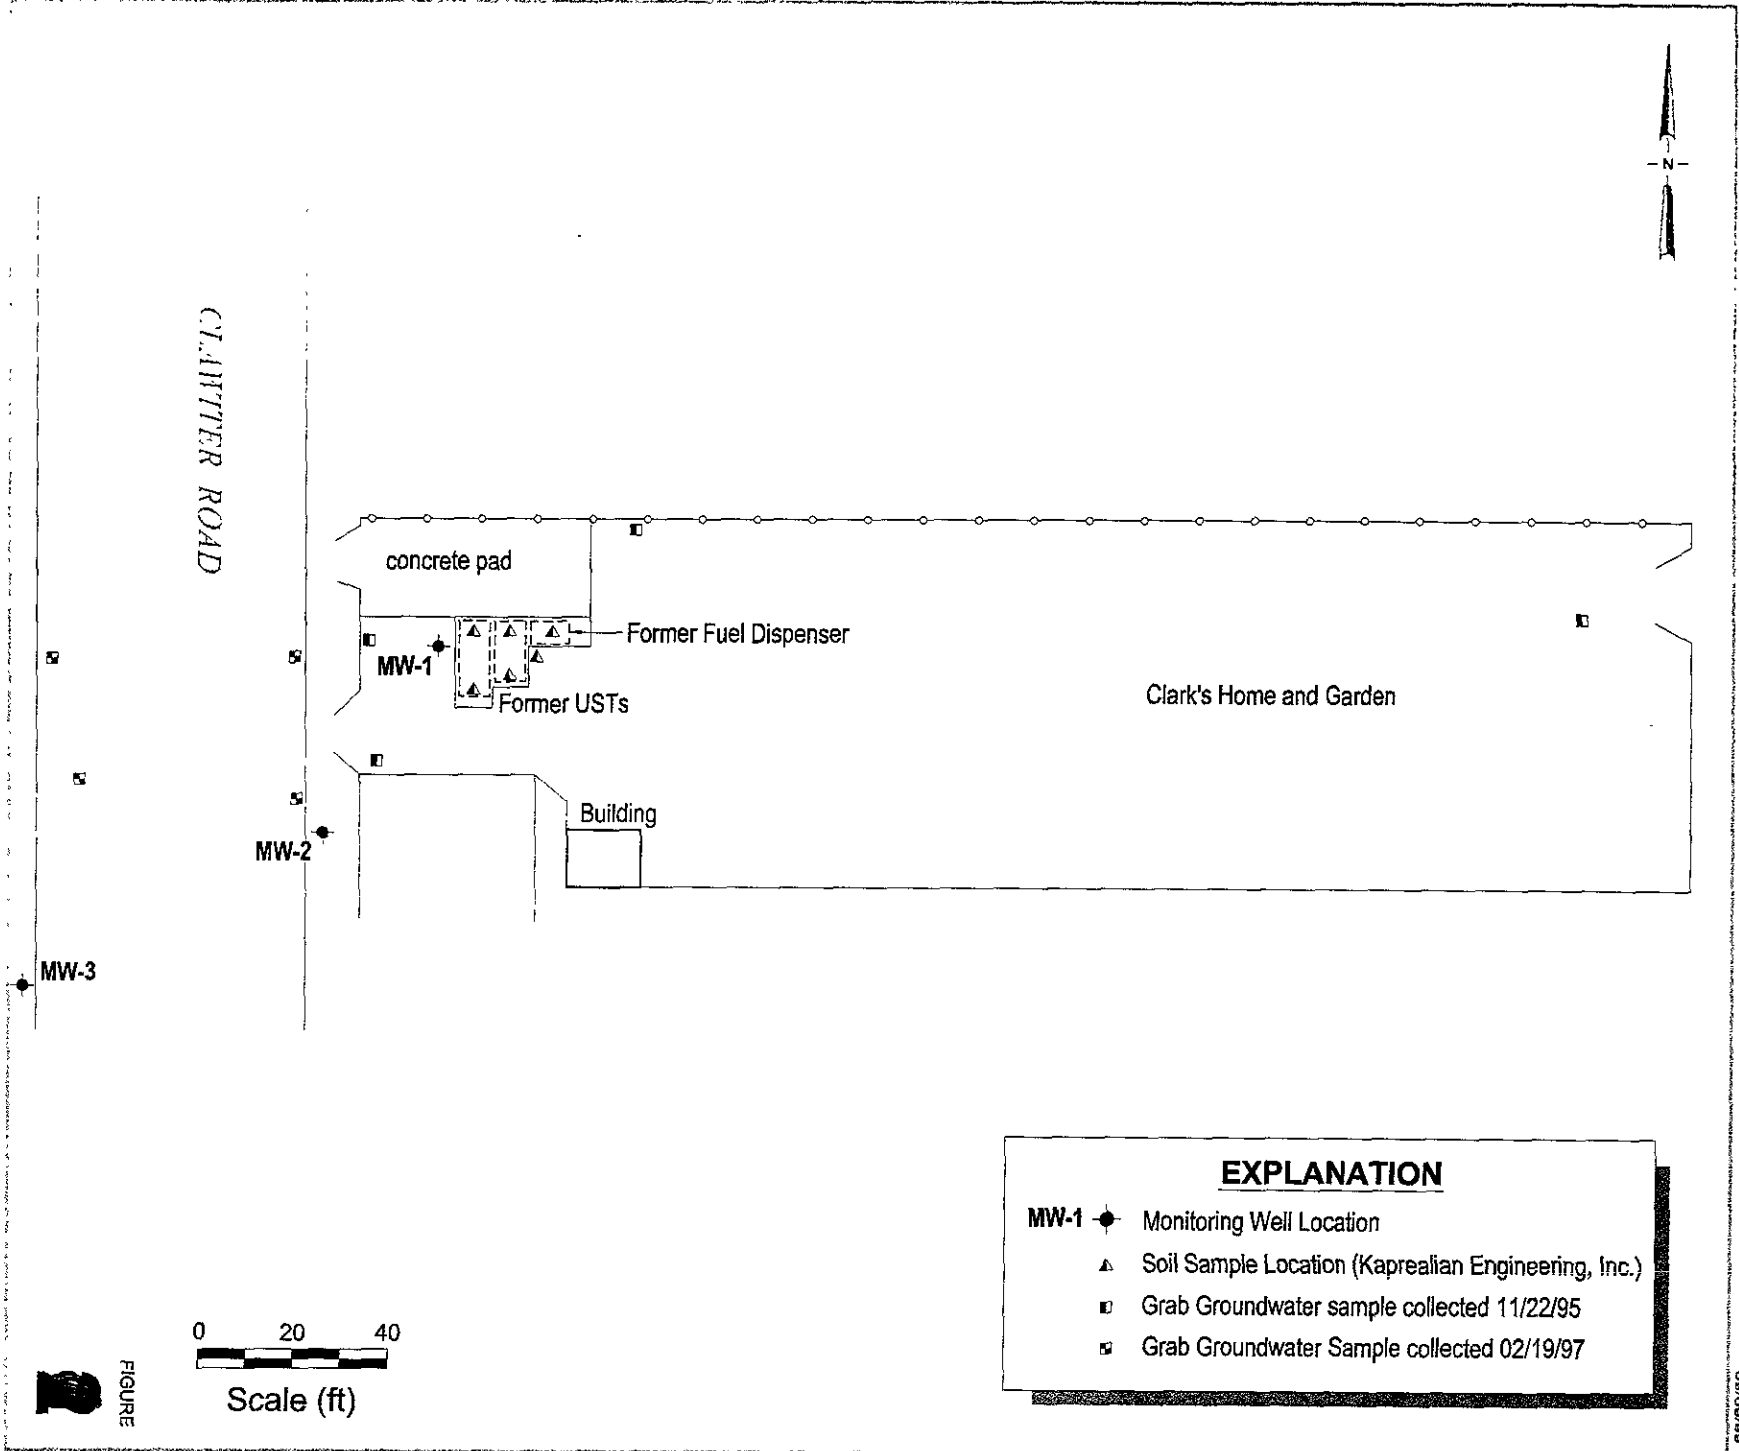 N
CLAWITER ROAD
concrete pad
Former Fuel Dispenser
MW-1
Former USTs
Clark's Home and Garden
Building
MW-2
MW-3
EXPLANATION
MW-1 Monitoring Well Location
Soil Sample Location (Kaprealian Engineering, Inc.)
Grab Groundwater sample collected 11/22/95
Grab Groundwater Sample collected 02/19/97
0 20 40
Scale (ft)
FIGURE